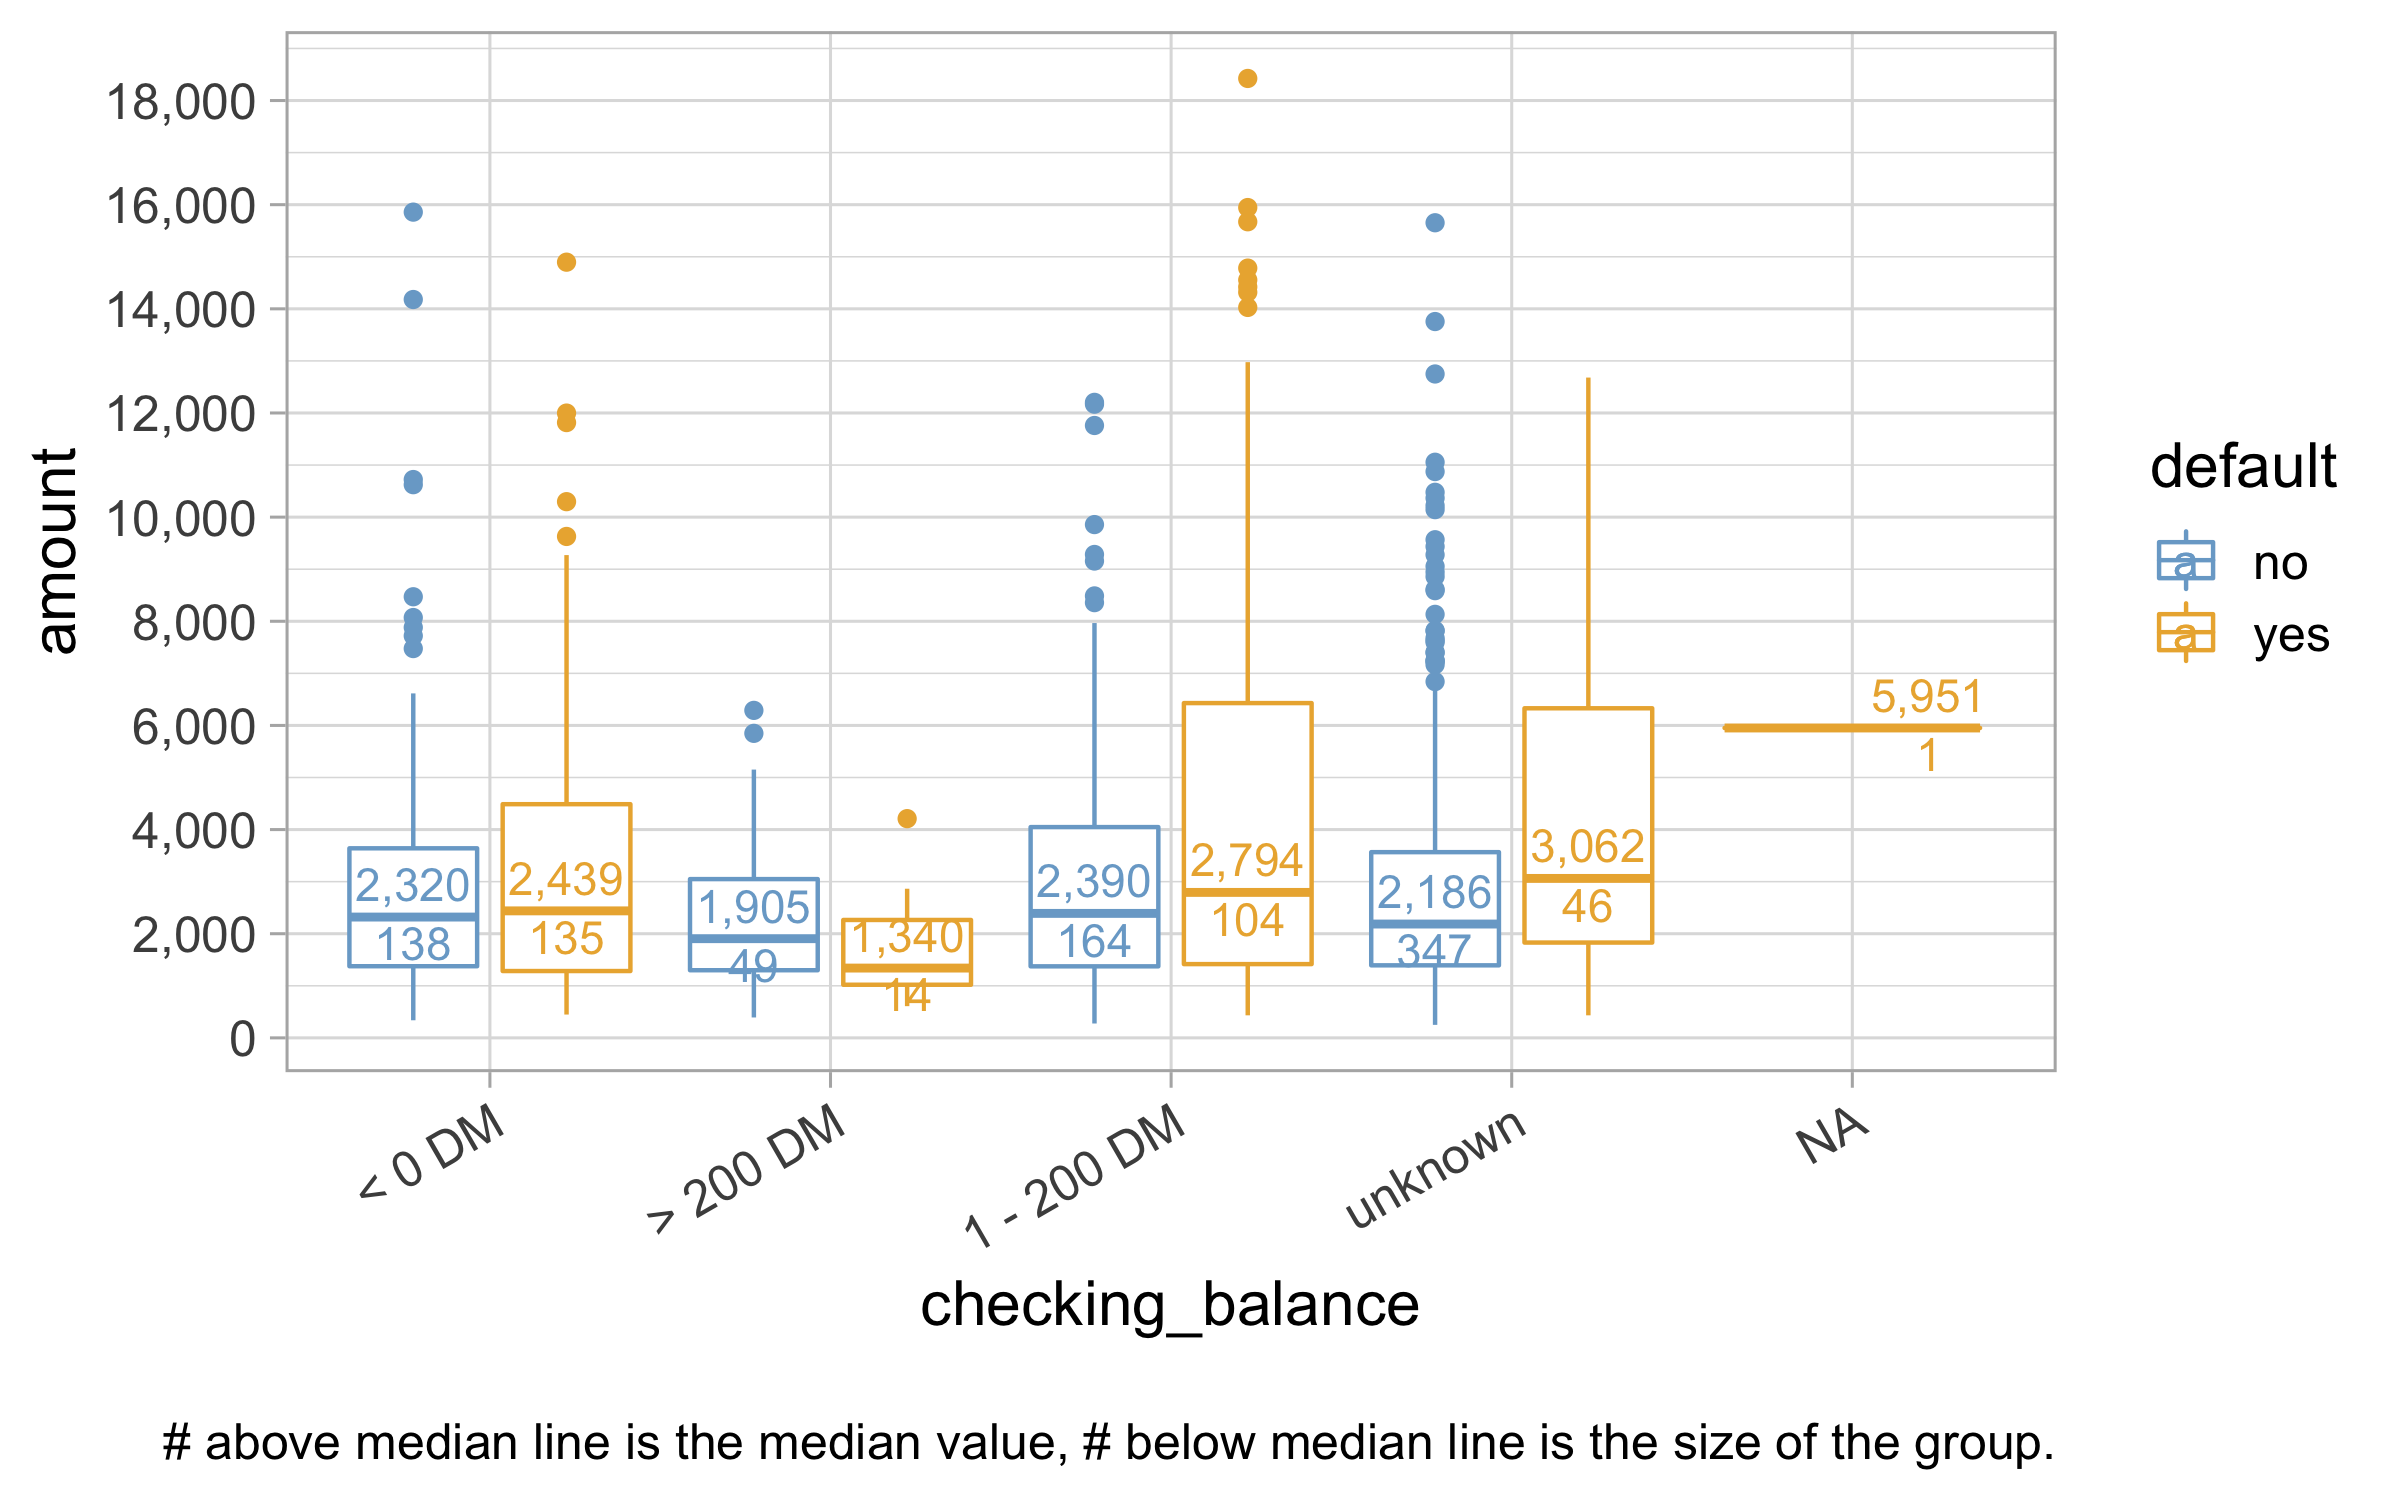 18,000
16,000
14,000
12,000
10,000
8,000
6,000
4,000
2,000
0
amount
2,320
138
2,439
135
1,905
49
1,340
14
2,390
164
2,794
104
2,186
347
3,062
46
5,951
1
< 0 DM
> 200 DM
1 - 200 DM
unknown
NA
checking_balance
default
a no
a yes
# above median line is the median value, # below median line is the size of the group.